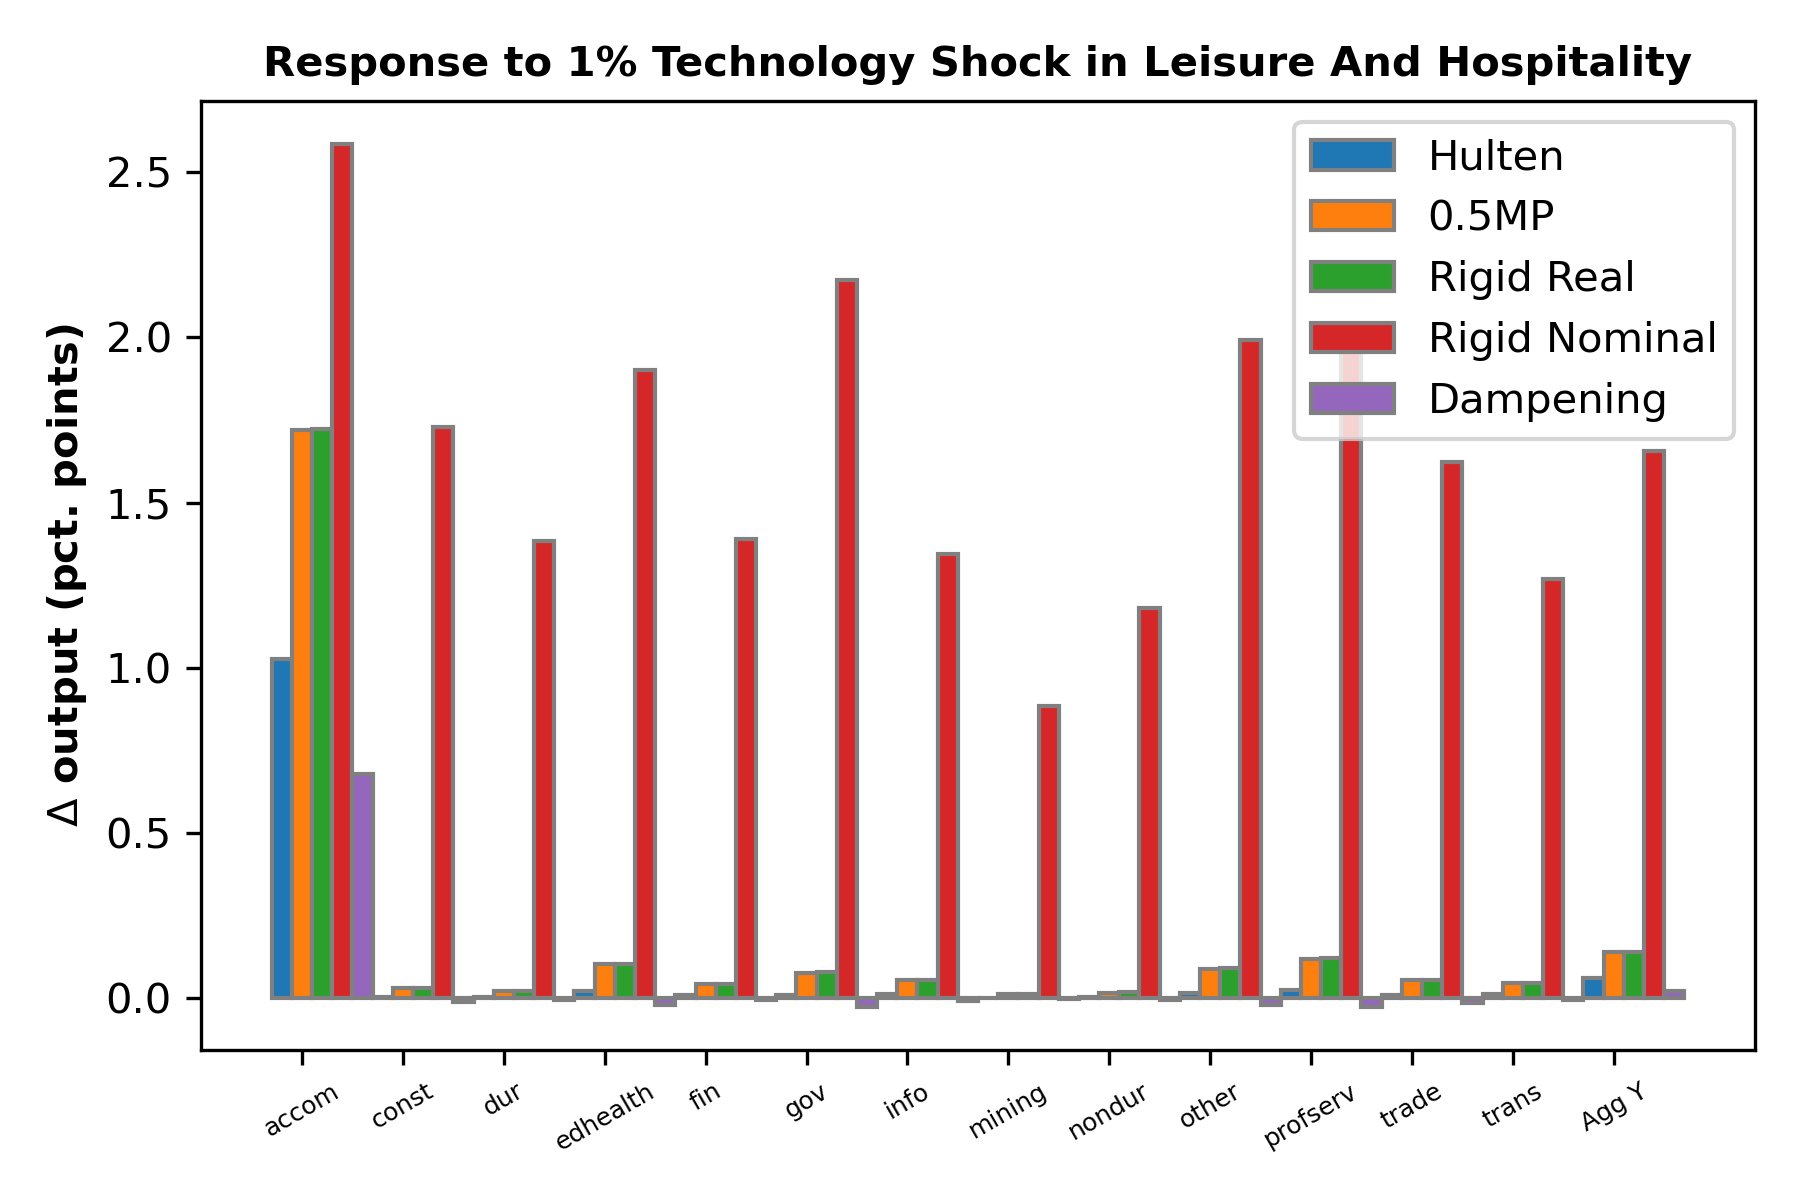 Response to 1% Technology Shock in Leisure And Hospitality
Δ output (pct. points)
2.5
2.0
1.5
1.0
0.5
0.0
Hulten
0.5MP
Rigid Real
Rigid Nominal
Dampening
accom
const
dur
edhealth
fin
gov
info
mining
nondur
other
profserv
trade
trans
Agg Y